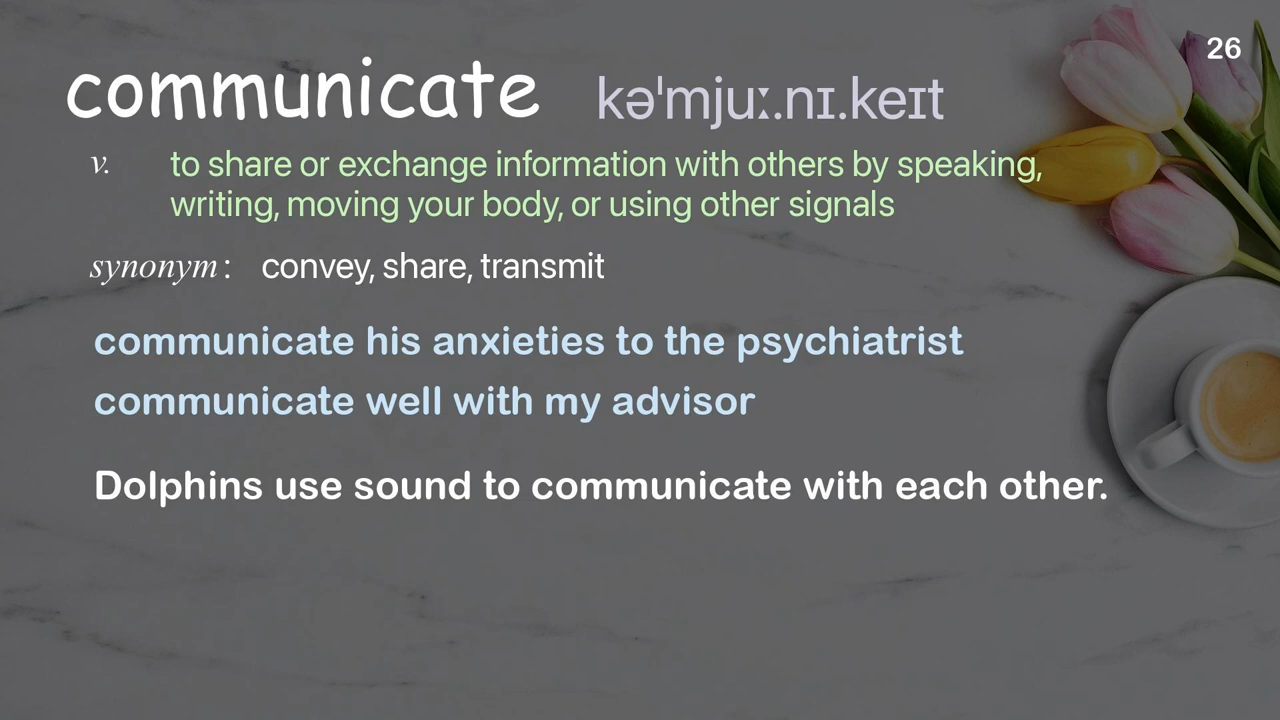 26
communicate kəˈmjuː.nɪ.keɪt
v. to share or exchange information with others by speaking,
writing, moving your body, or using other signals
synonym: convey, share, transmit
communicate his anxieties to the psychiatrist
communicate well with my advisor
Dolphins use sound to communicate with each other.